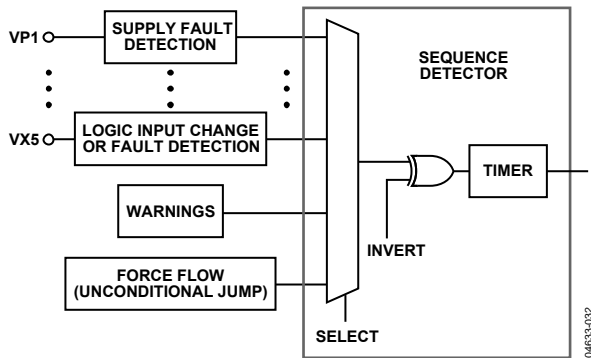 VP1
SUPPLY FAULT
DETECTION
SEQUENCE
DETECTOR
VX5
LOGIC INPUT CHANGE
OR FAULT DETECTION
TIMER
WARNINGS
INVERT
FORCE FLOW
(UNCONDITIONAL JUMP)
SELECT
04633-032